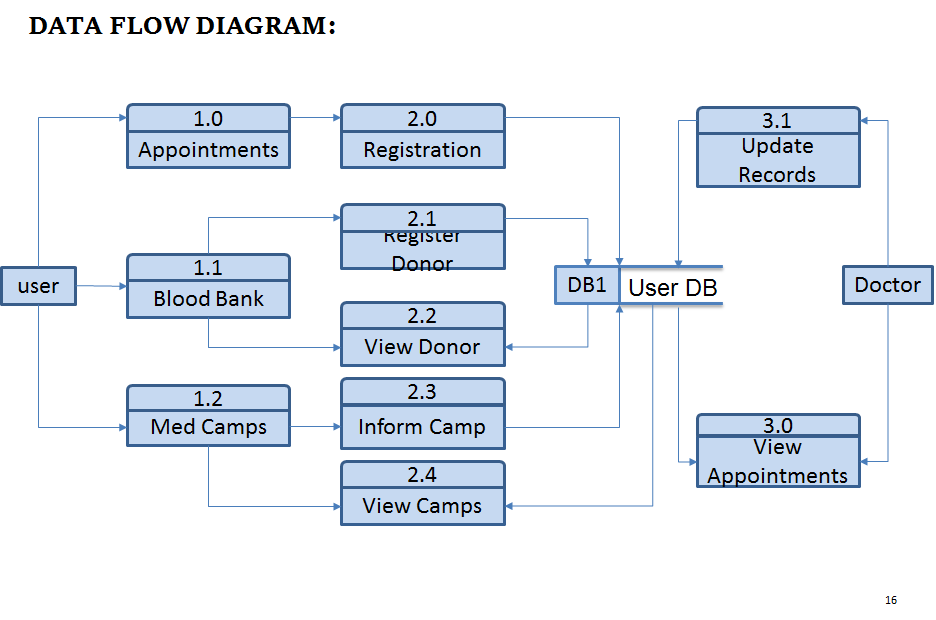 DATA FLOW DIAGRAM:
1.0
Appointments
2.0
Registration
3.1
Update
Records
2.1
Register
Donor
1.1
Blood Bank
user
DB1
User DB
Doctor
2.2
View Donor
1.2
Med Camps
2.3
Inform Camp
3.0
View
Appointments
2.4
View Camps
16